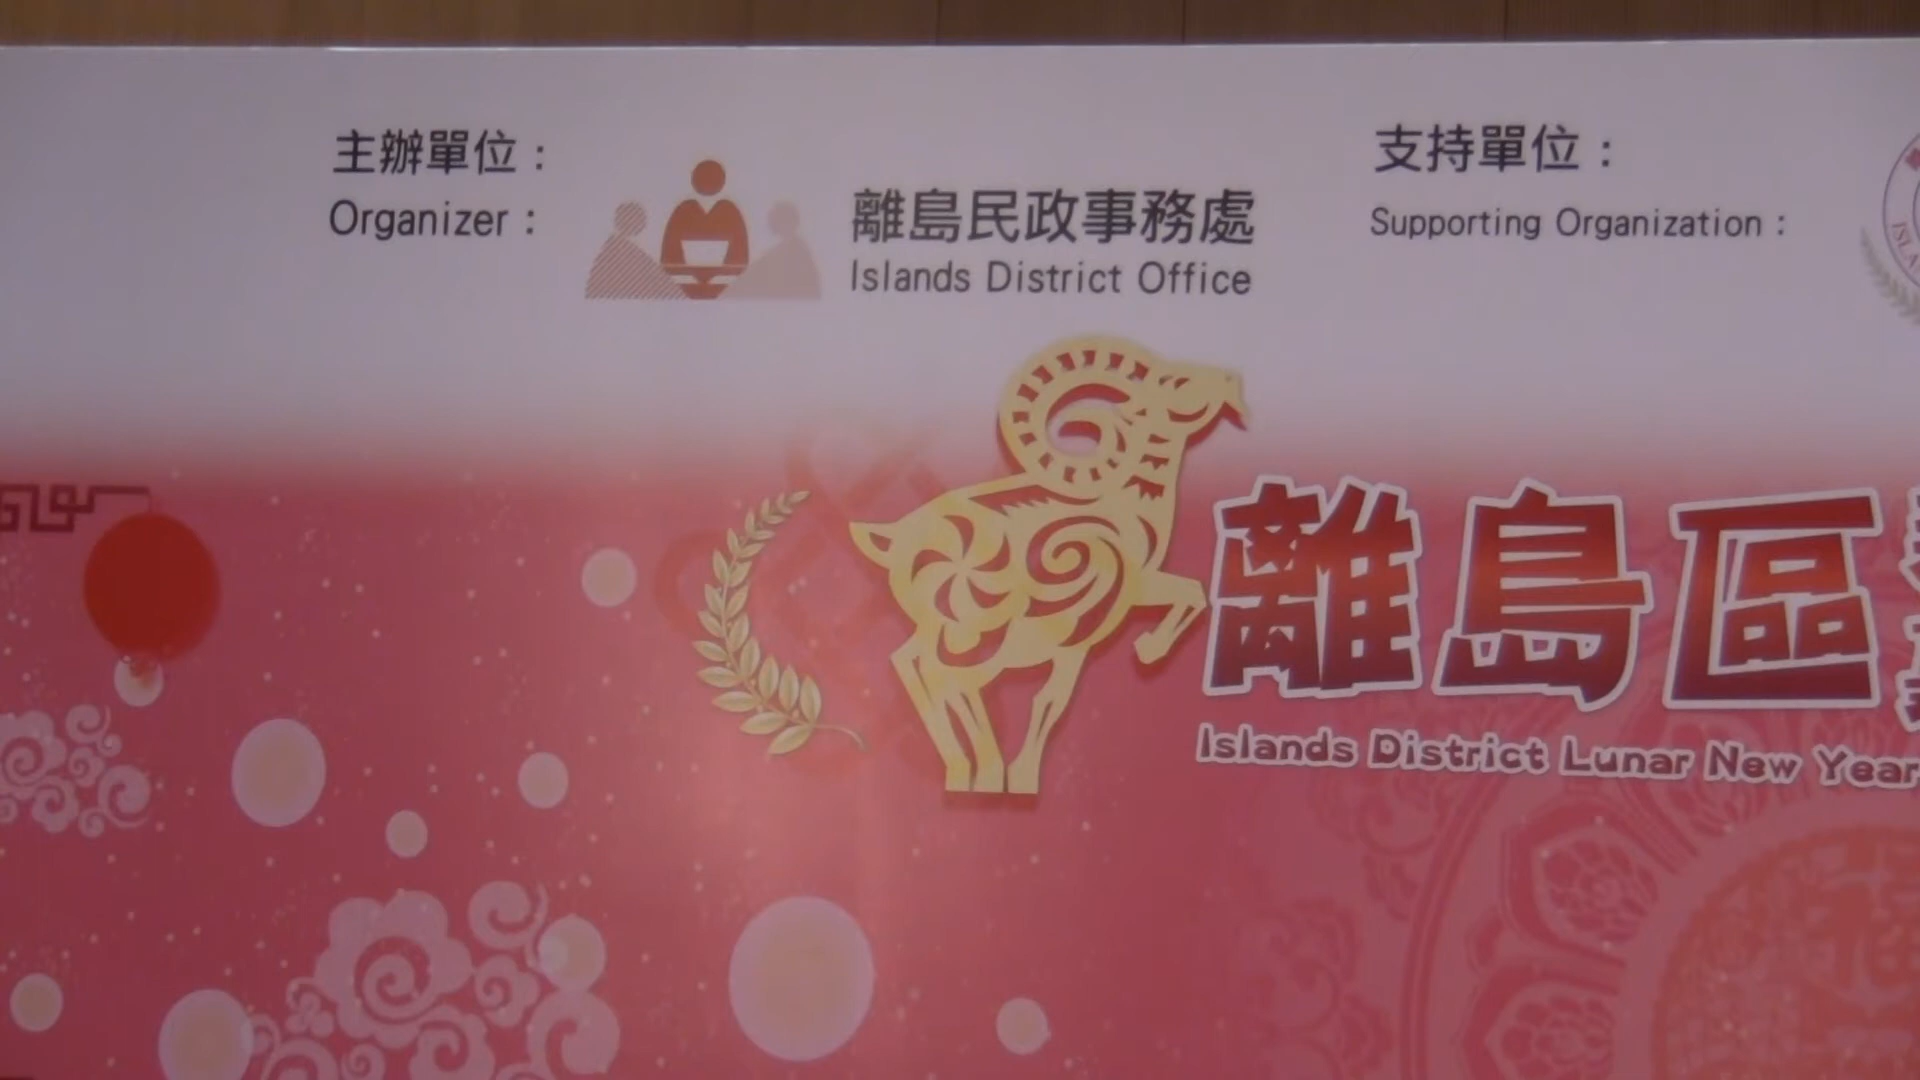 主辦單位：
Organizer :
離島民政事務處
Islands District Office
支持單位：
Supporting Organization :
離島區
Islands District Lunar New Year